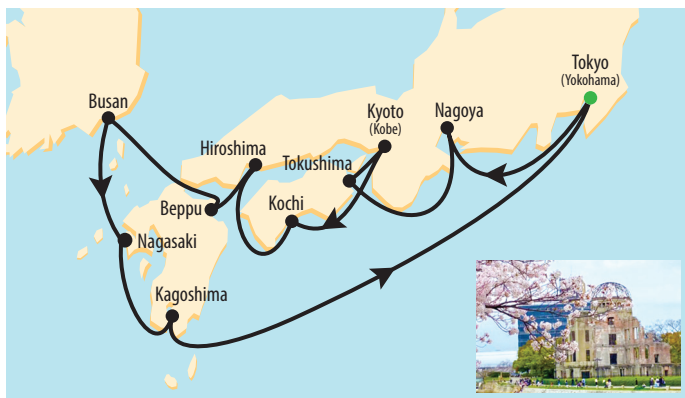 Tokyo
(Yokohama)
Busan
Kyoto
(Kobe)
Nagoya
Hiroshima
Tokushima
Beppu
Kochi
Nagasaki
Kagoshima